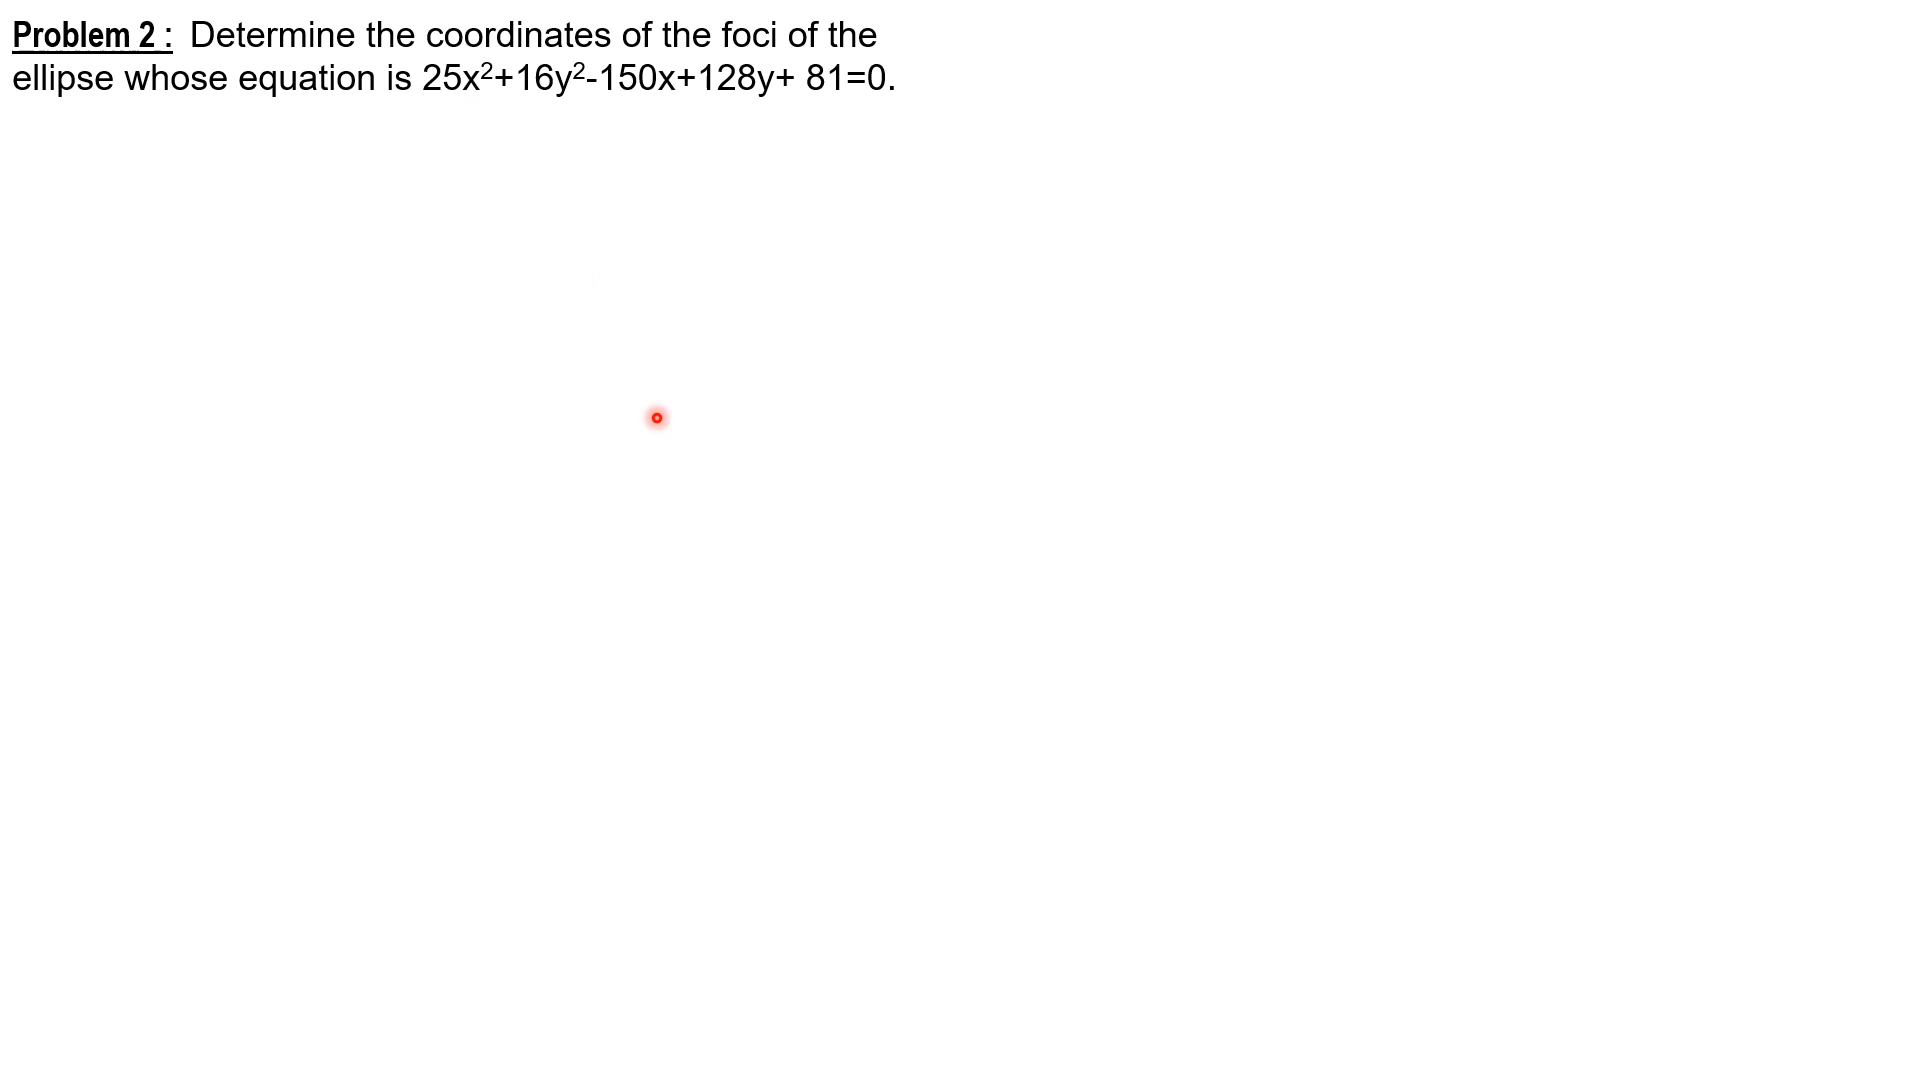 Problem 2 :  Determine the coordinates of the foci of the
ellipse whose equation is 25x²+16y²-150x+128y+ 81=0.